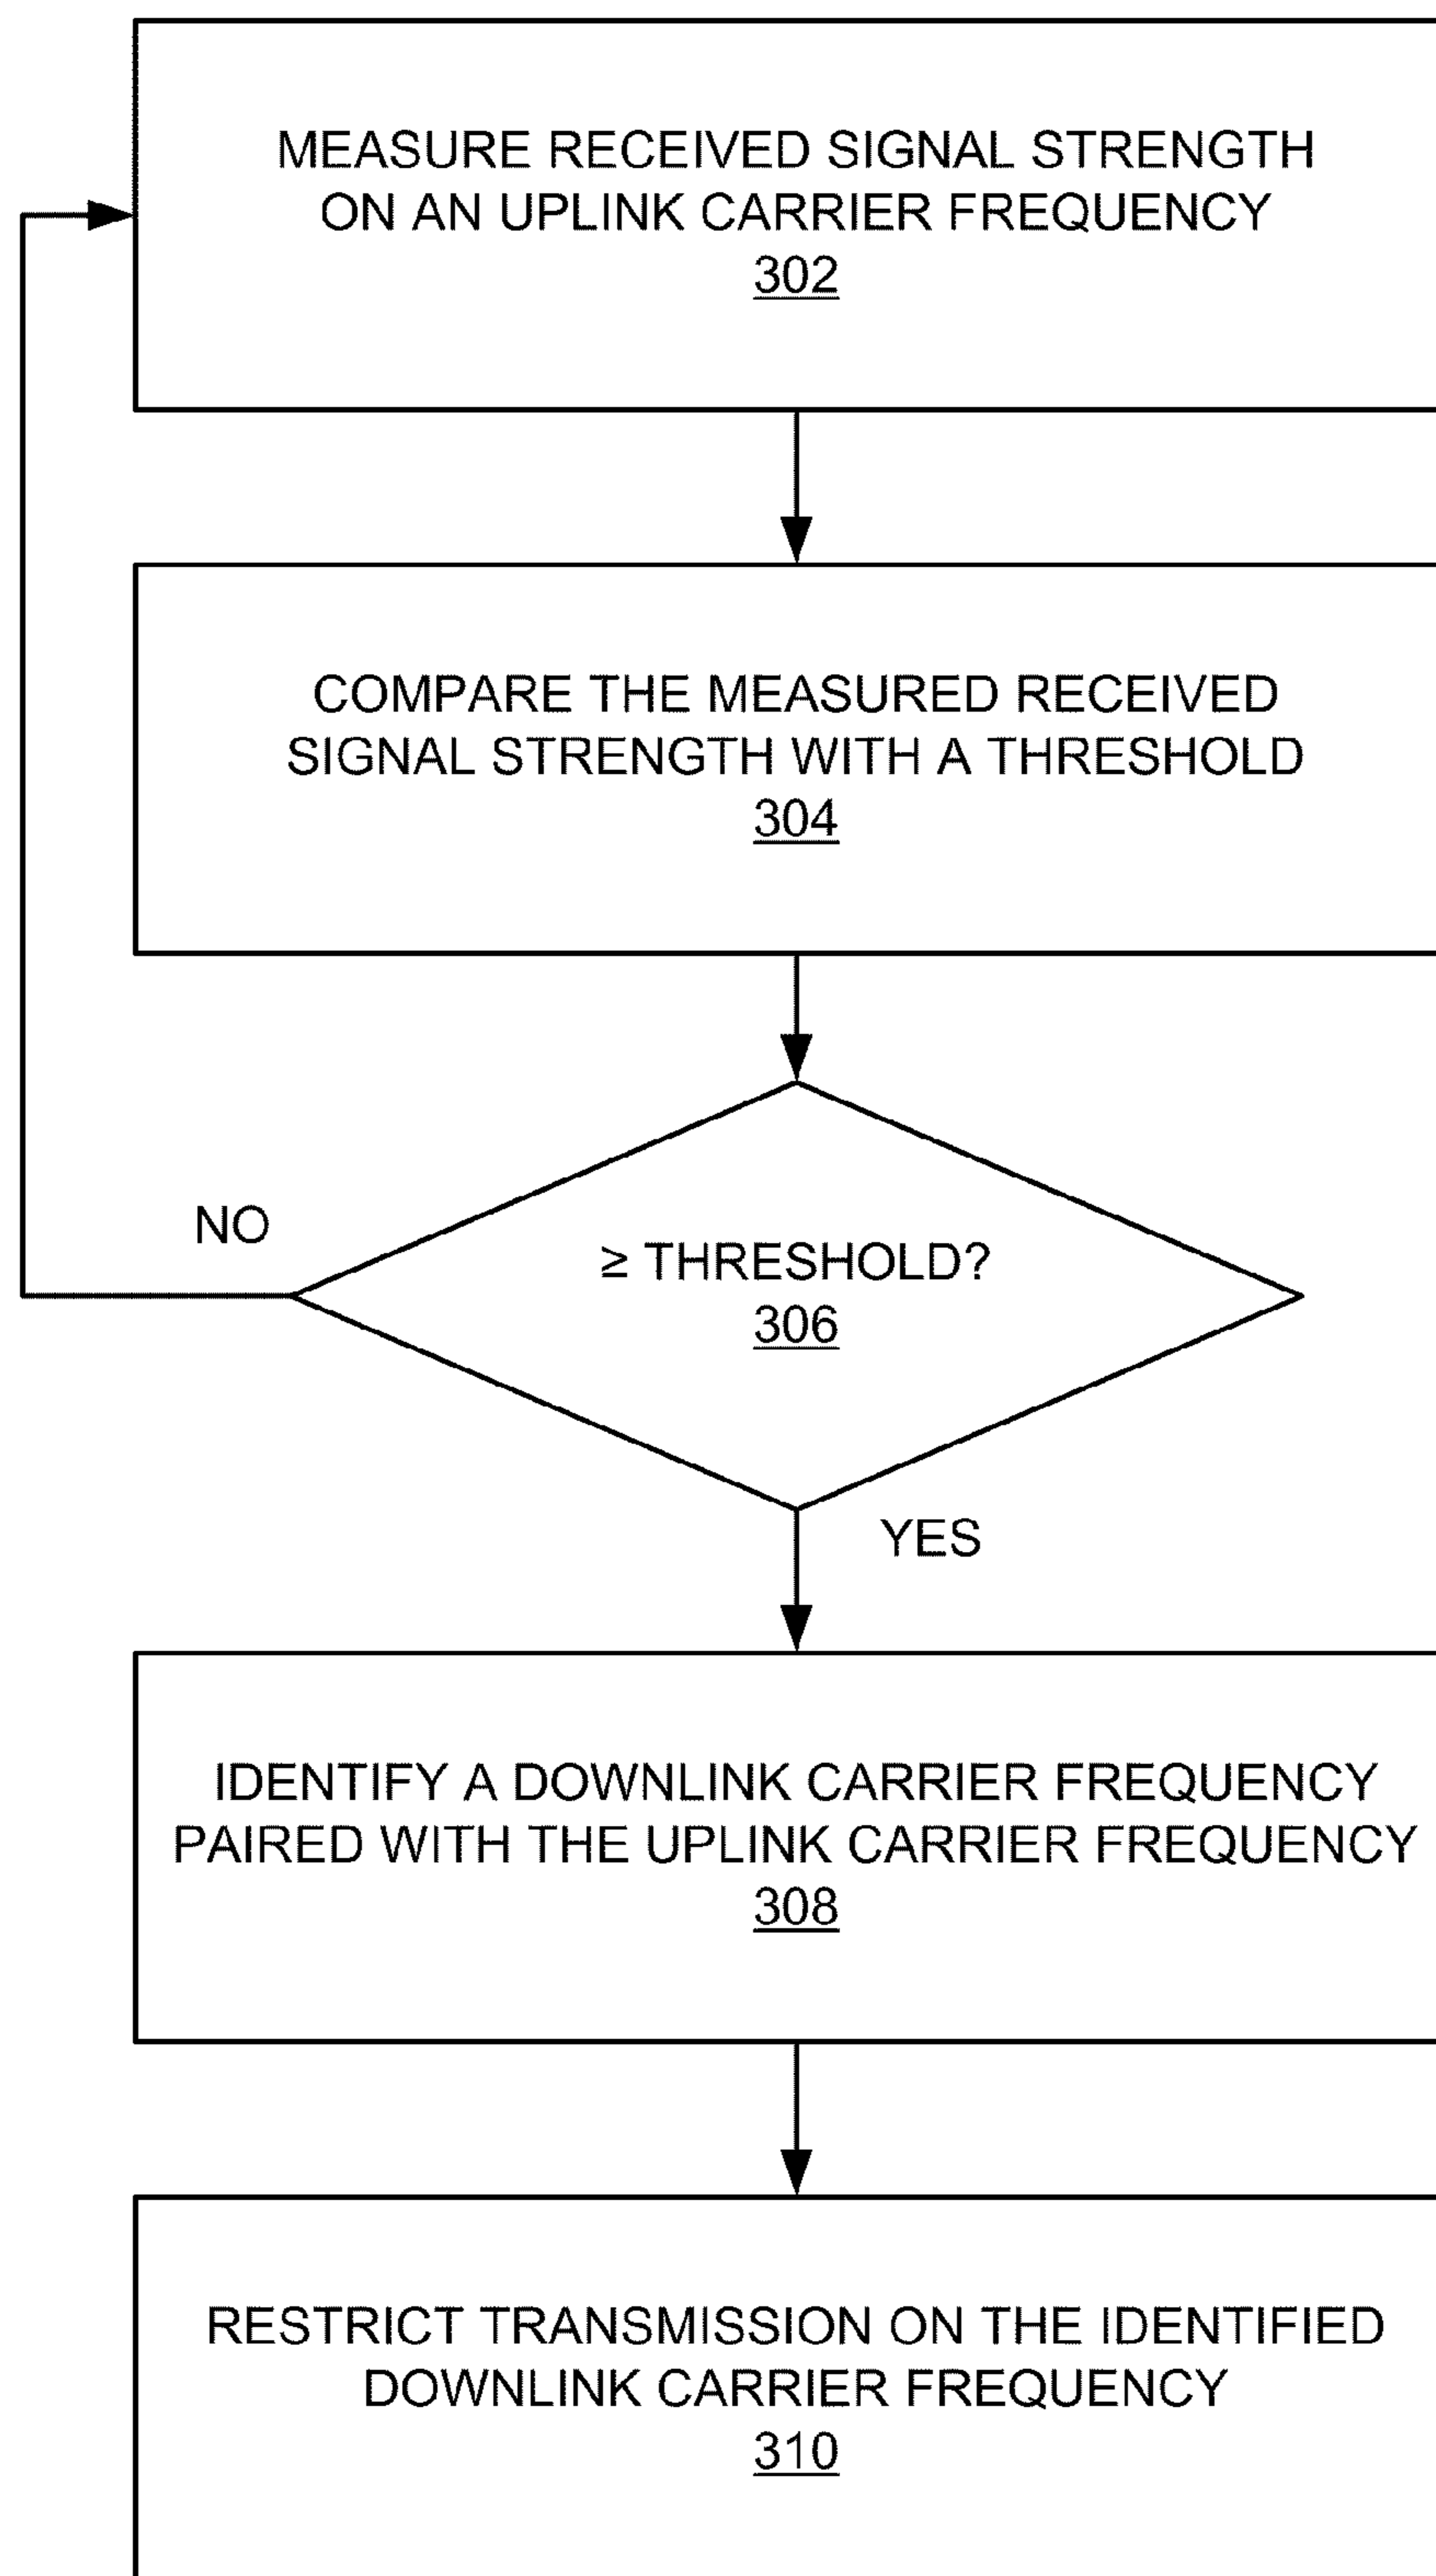 MEASURE RECEIVED SIGNAL STRENGTH
ON AN UPLINK CARRIER FREQUENCY
302
COMPARE THE MEASURED RECEIVED
SIGNAL STRENGTH WITH A THRESHOLD
304
NO
≥ THRESHOLD?
306
YES
IDENTIFY A DOWNLINK CARRIER FREQUENCY
PAIRED WITH THE UPLINK CARRIER FREQUENCY
308
RESTRICT TRANSMISSION ON THE IDENTIFIED
DOWNLINK CARRIER FREQUENCY
310